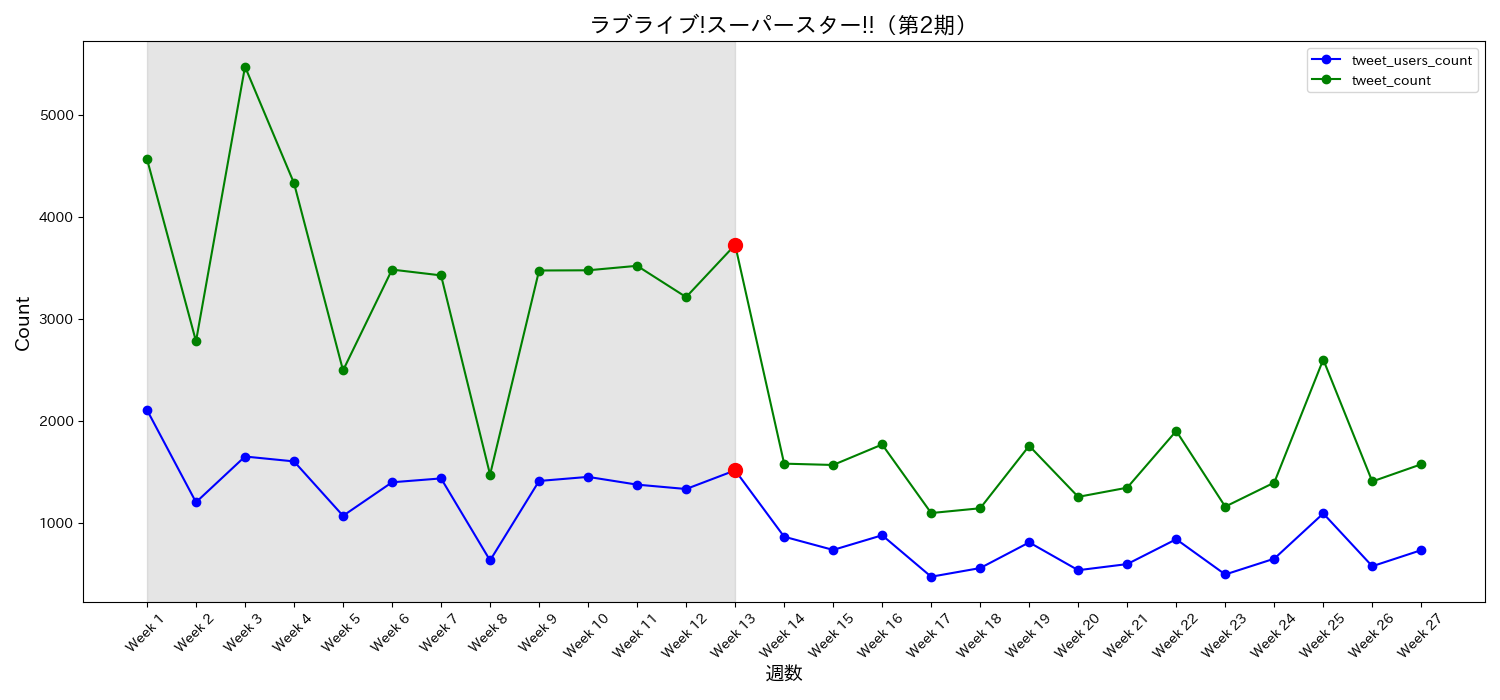 ラブライブ!スーパースター!!（第2期）
tweet_users_count
tweet_count
Count
5000
4000
3000
2000
1000
Week 1
Week 2
Week 3
Week 4
Week 5
Week 6
Week 7
Week 8
Week 9
Week 10
Week 11
Week 12
Week 13
Week 14
Week 15
Week 16
Week 17
Week 18
Week 19
Week 20
Week 21
Week 22
Week 23
Week 24
Week 25
Week 26
Week 27
週数